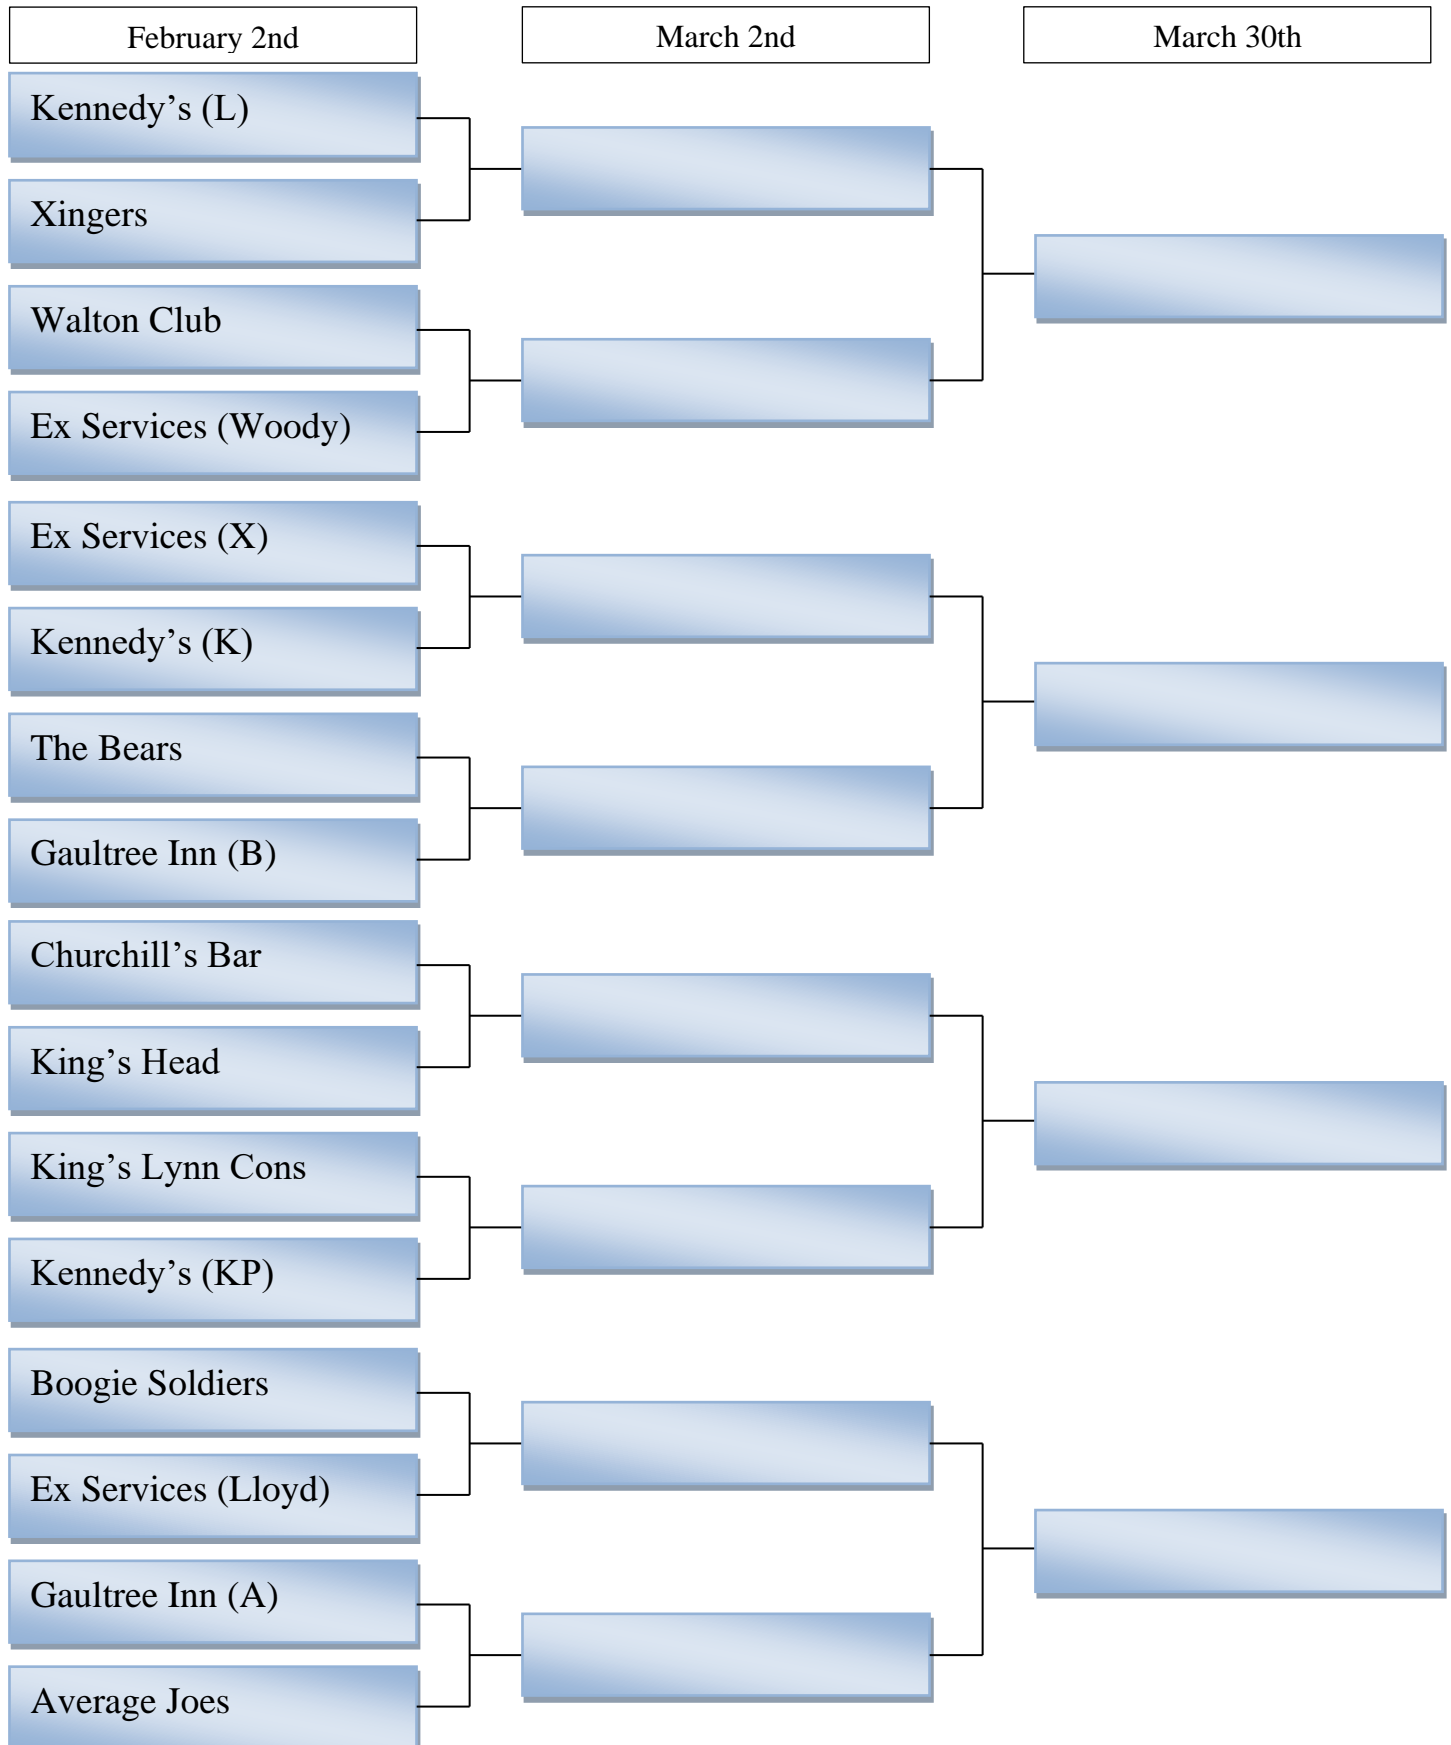 February 2nd
March 2nd
March 30th
Kennedy’s (L)
Xingers
Walton Club
Ex Services (Woody)
Ex Services (X)
Kennedy’s (K)
The Bears
Gaultree Inn (B)
Churchill’s Bar
King’s Head
King’s Lynn Cons
Kennedy’s (KP)
Boogie Soldiers
Ex Services (Lloyd)
Gaultree Inn (A)
Average Joes